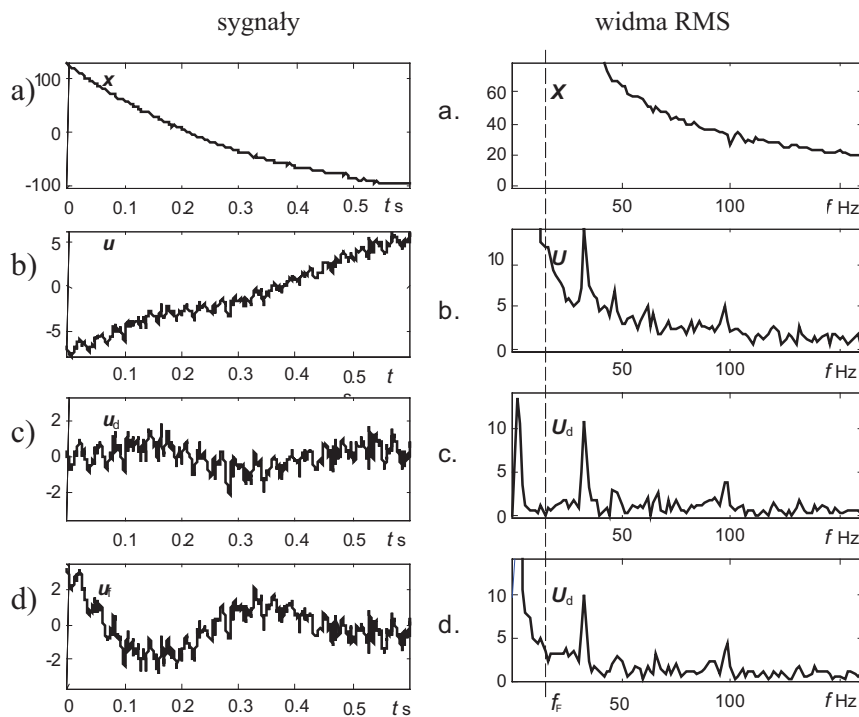 sygnały
widma RMS
a)
100
0
-100
x
0 0.1 0.2 0.3 0.4 0.5 t s
a.
60
40
20
0
X
50 100 f Hz
b)
5
0
-5
u
0.1 0.2 0.3 0.4 0.5 t
s
b.
10
5
0
U
50 100 f Hz
c)
2
0
-2
ud
0.1 0.2 0.3 0.4 0.5 t s
c.
10
5
0
Ud
50 100 f Hz
d)
2
0
-2
uf
0 0.1 0.2 0.3 0.4 0.5 t s
d.
10
5
0
Ud
fF 50 100 f Hz